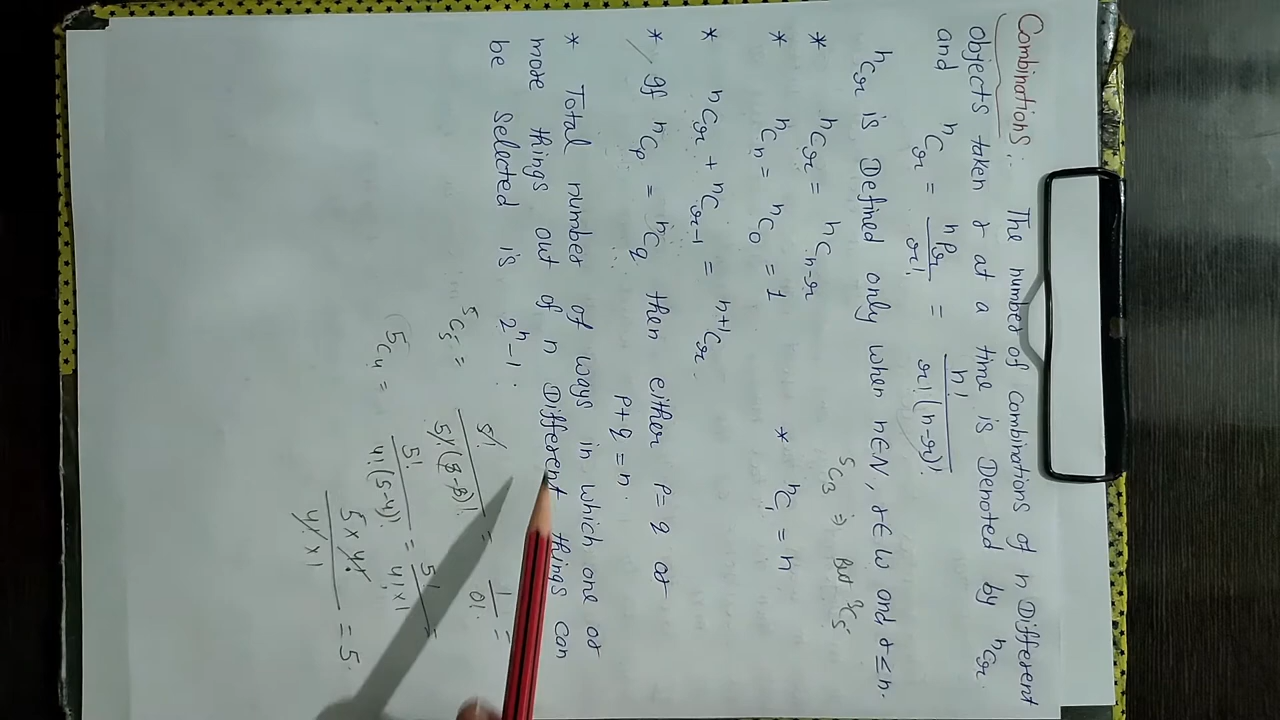 Combinations :- The number of combinations of n Different
objects taken r at a time is Denoted by ⁿCᵣ.
and ⁿCᵣ = ⁿPᵣ/r! = n!/r!(n-r)!
ⁿCᵣ is Defined only when n∈N, r∈W and r≤n.
⁵C₃ ⇒ But ³C₅
* ⁿCᵣ = ⁿCₙ₋ᵣ
* ⁿCₙ = ⁿC₀ = 1 * ⁿC₁ = n
* ⁿCᵣ + ⁿCᵣ₋₁ = ⁿ⁺¹Cᵣ.
* If ⁿCp = ⁿCq then either P = q or
P+q = n.
* Total number of ways in which one or
more things out of n Different things can
be selected is 2ⁿ-1.
⁵C₅ = 5!/5!(5-5)! = 1/0! =
⁵C₄ = 5!/4!(5-4)! = 5!/4!×1 =
5×4!/4!×1 = 5.